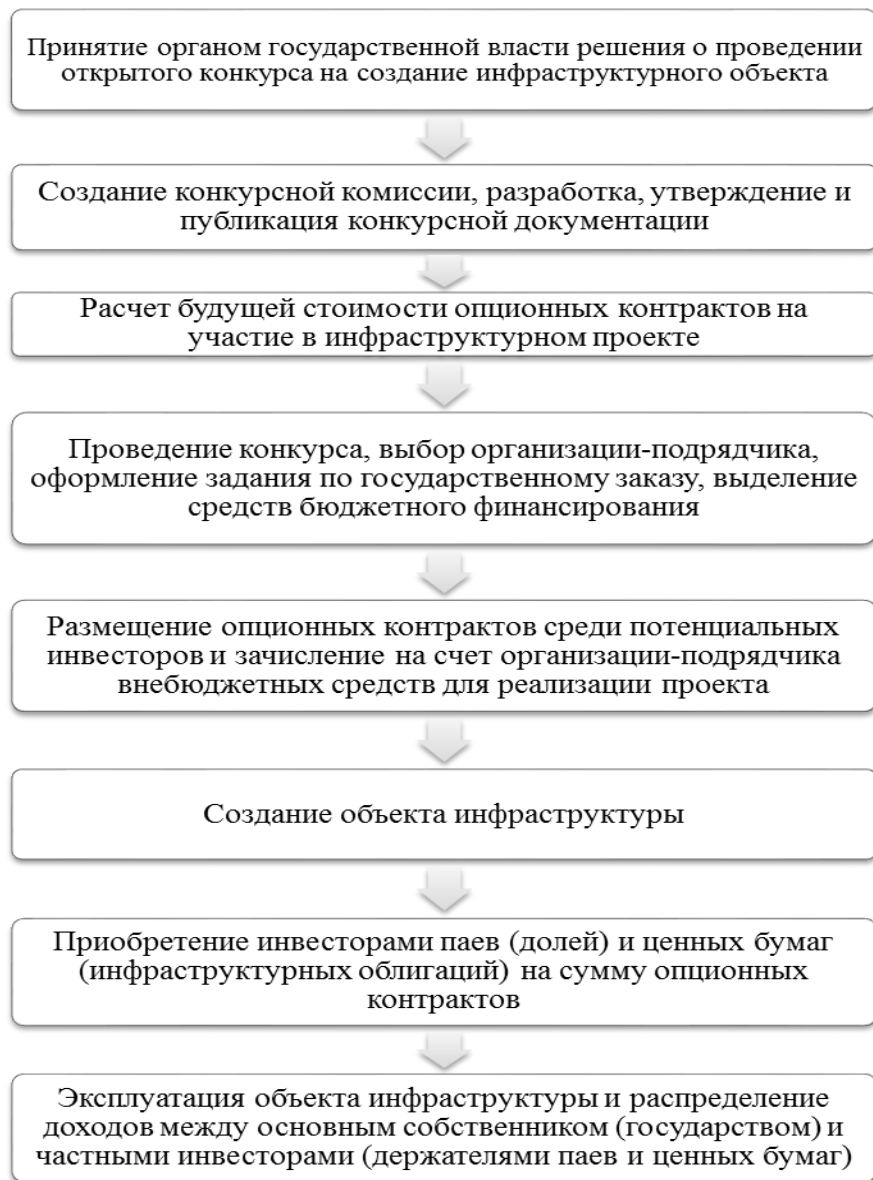 Принятие органом государственной власти решения о проведении
открытого конкурса на создание инфраструктурного объекта
Создание конкурсной комиссии, разработка, утверждение и
публикация конкурсной документации
Расчет будущей стоимости опционных контрактов на
участие в инфраструктурном проекте
Проведение конкурса, выбор организации-подрядчика,
оформление задания по государственному заказу, выделение
средств бюджетного финансирования
Размещение опционных контрактов среди потенциальных
инвесторов и зачисление на счет организации-подрядчика
внебюджетных средств для реализации проекта
Создание объекта инфраструктуры
Приобретение инвесторами паев (долей) и ценных бумаг
(инфраструктурных облигаций) на сумму опционных
контрактов
Эксплуатация объекта инфраструктуры и распределение
доходов между основным собственником (государством) и
частными инвесторами (держателями паев и ценных бумаг)